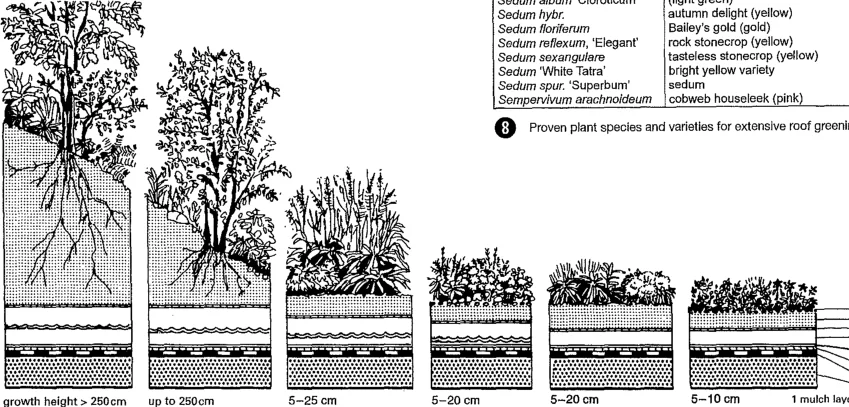 Sedum album 'Cloroticum' (light green)
Sedum hybr. autumn delight (yellow)
Sedum floriferum Bailey's gold (gold)
Sedum reflexum, 'Elegant' rock stonecrop (yellow)
Sedum sexangulare tasteless stonecrop (yellow)
Sedum 'White Tatra' bright yellow variety
Sedum spur. 'Superbum' sedum
Sempervivum arachnoideum cobweb houseleek (pink)
8 Proven plant species and varieties for extensive roof
growth height > 250cm up to 250cm 5–25 cm 5–20 cm 5–20 cm 5–10 cm 1 mulch